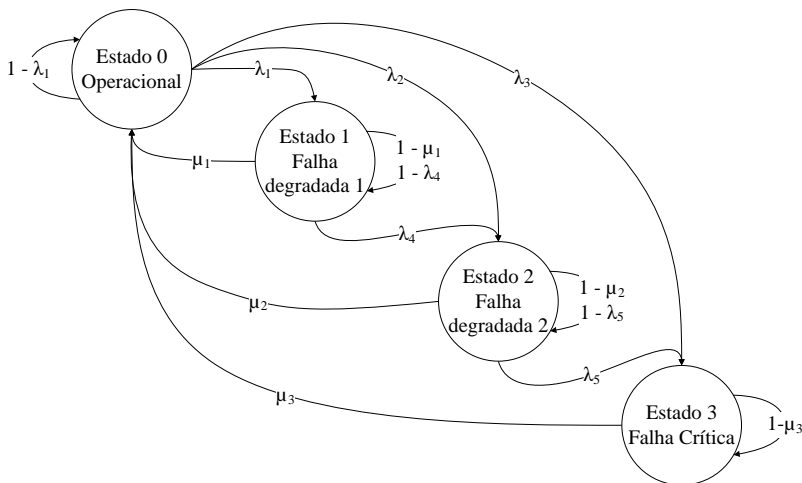 Estado 0
Operacional
1 - λ1
λ1
λ2
λ3
Estado 1
Falha
degradada 1
1 - μ1
1 - λ4
μ1
λ4
Estado 2
Falha
degradada 2
1 - μ2
1 - λ5
μ2
λ5
μ3
Estado 3
Falha Crítica
1-μ3